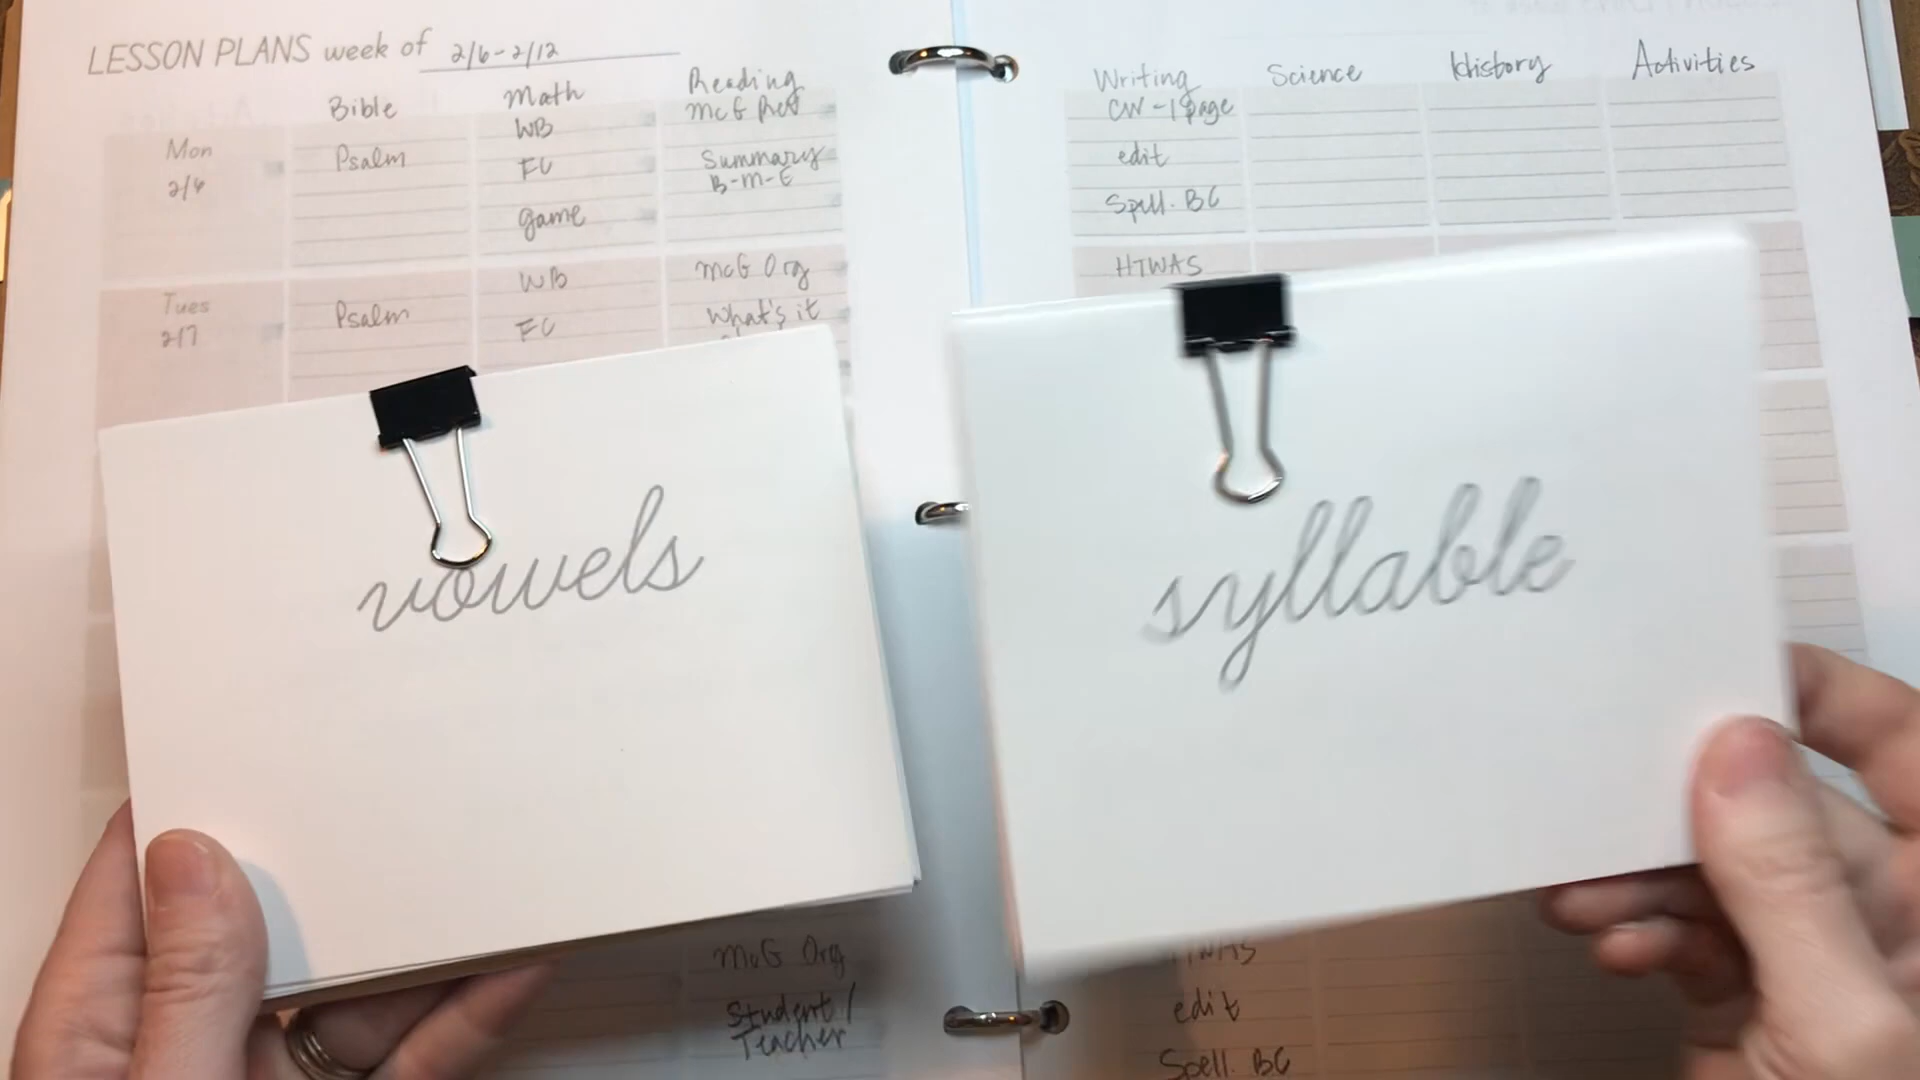 LESSON PLANS week of 2/6-2/12
Bible Math Reading
Mon
2/6
Psalm
WB
FC
game
McG Red
Summary
B-M-E
Tues
2/7
Psalm
WB
FC
McG Org
What's it
Writing Science History Activities
CW -1 page
edit
Spell. BC
HTWAS
vowels
syllable
McG Org
Student /
Teacher
HTWAS
edit
Spell. BC